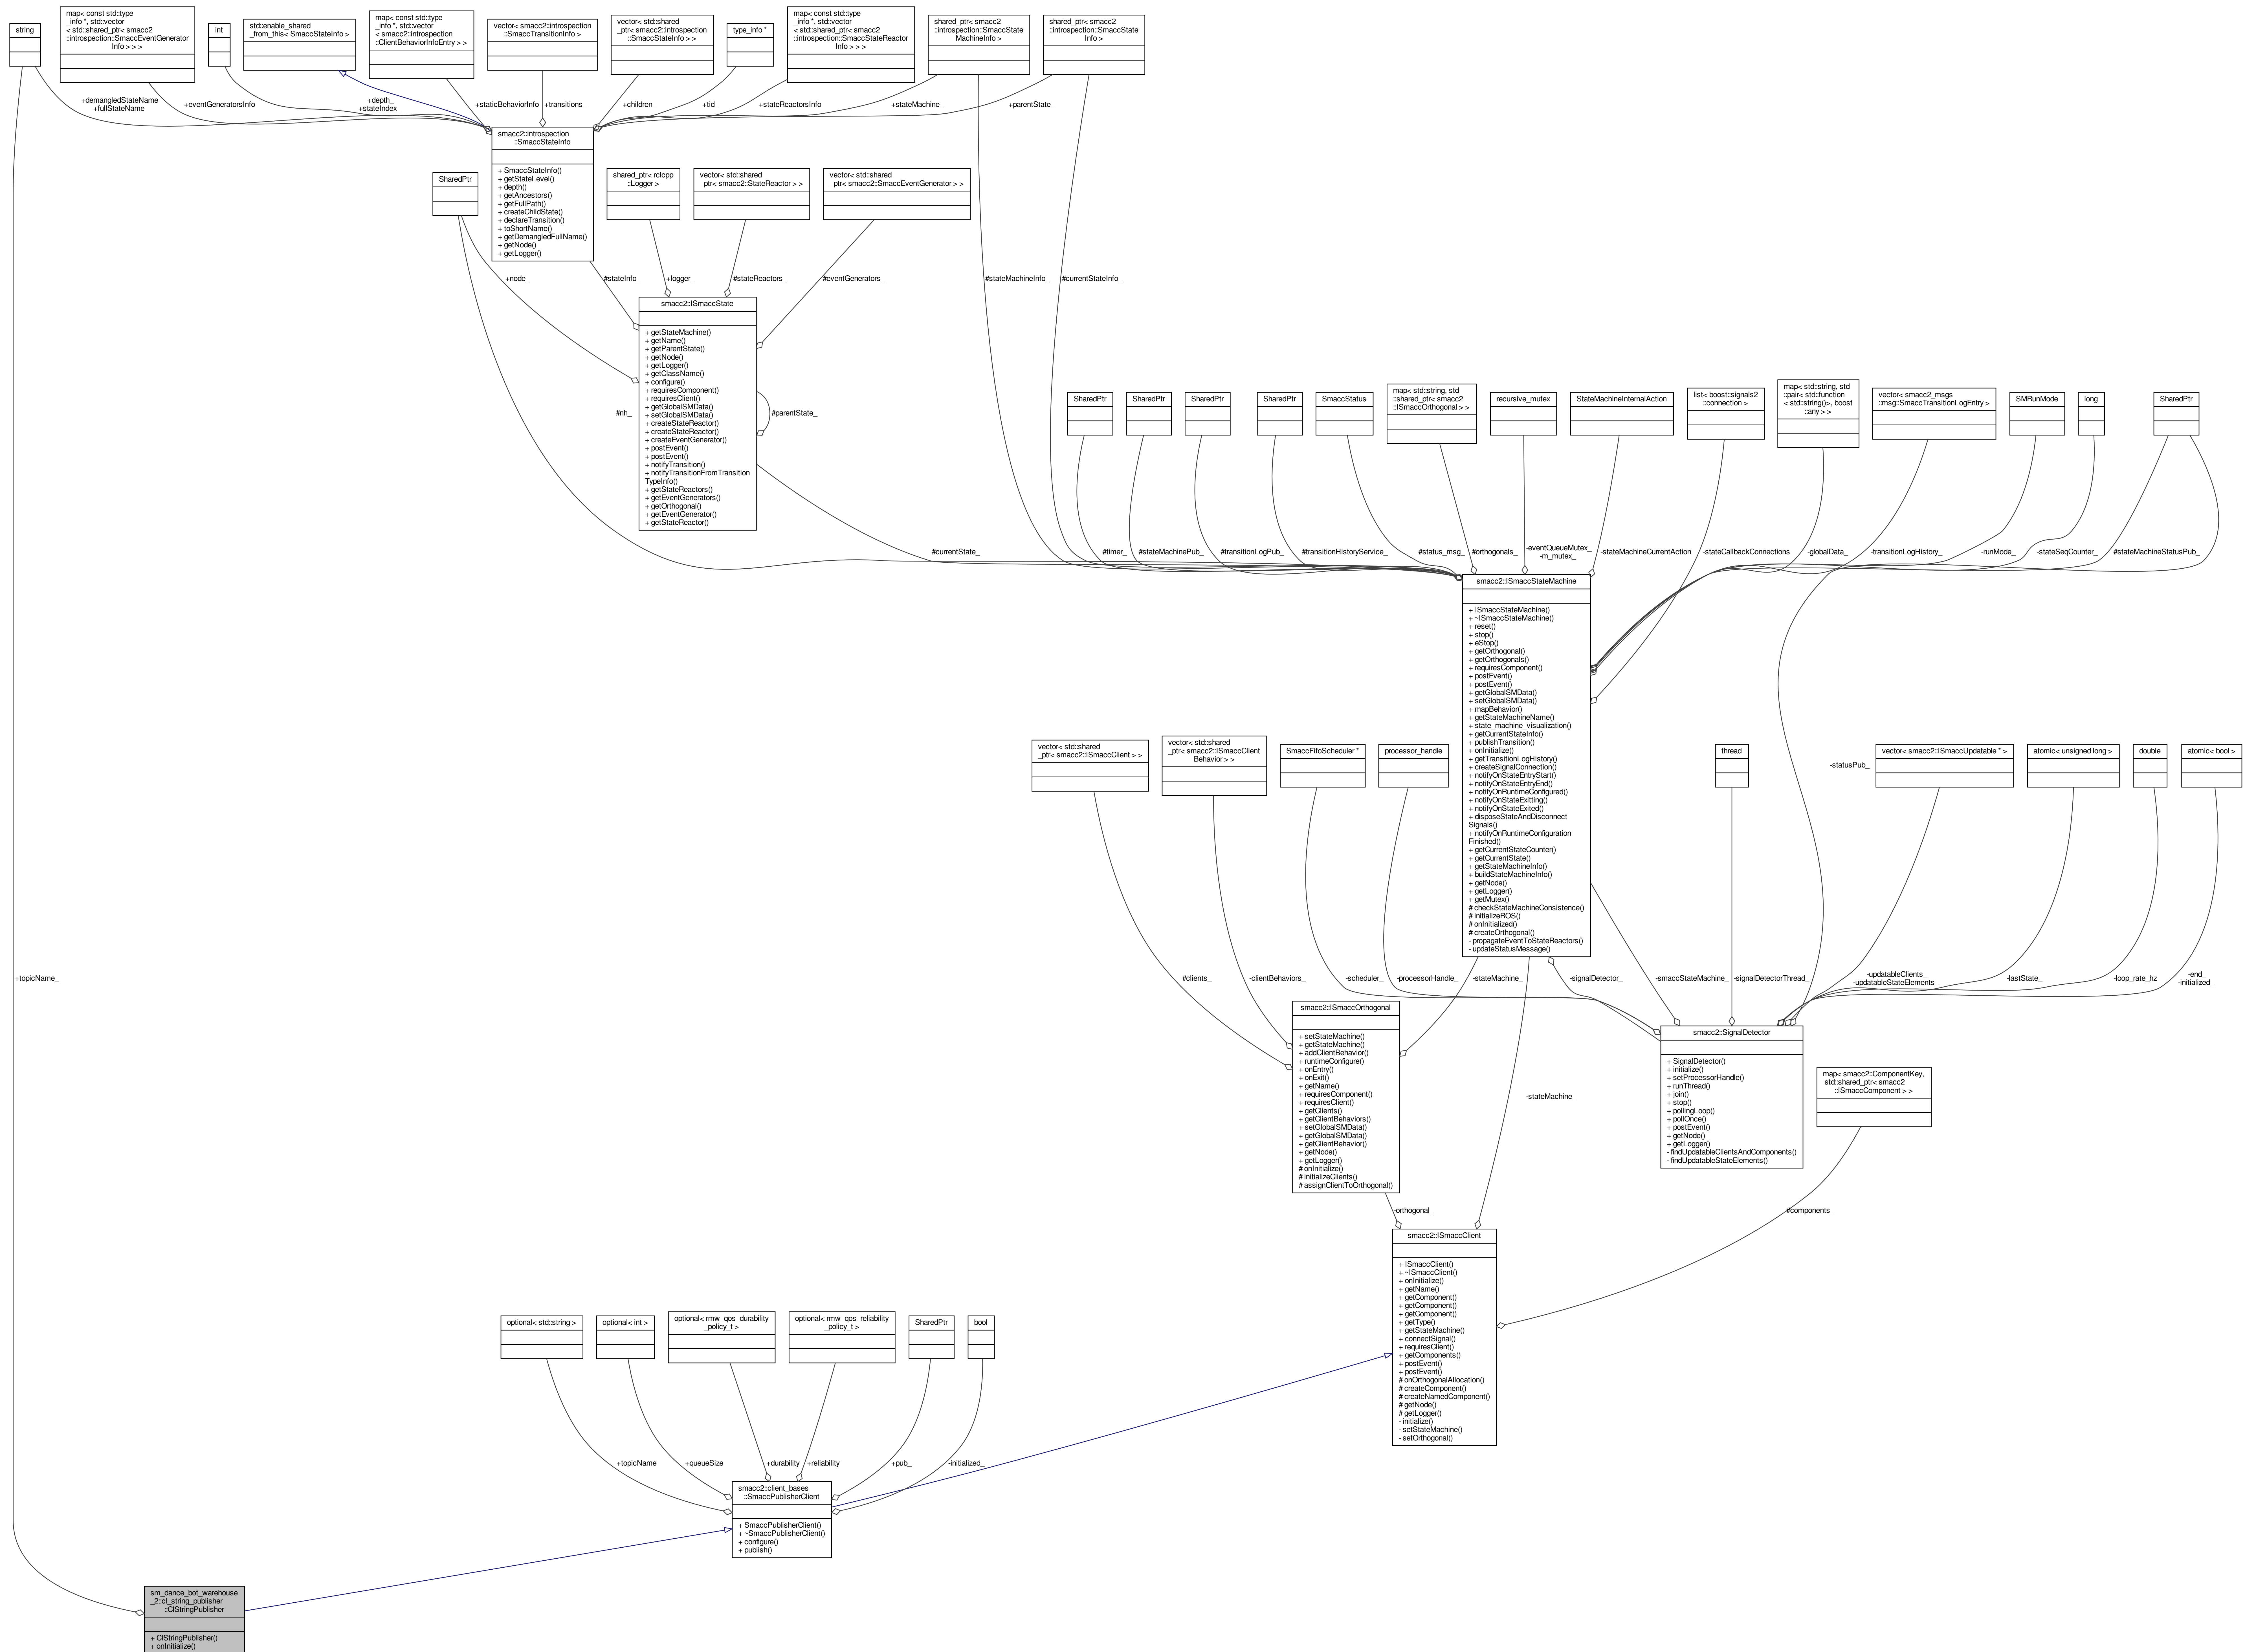 string
map< const std::type
_info *, std::vector
< std::shared_ptr< smacc2
::introspection::SmaccEventGenerator
Info > > >
int
std::enable_shared
_from_this< SmaccStateInfo >
map< const std::type
_info *, std::vector
< smacc2::introspection
::ClientBehaviorInfoEntry > >
vector< smacc2::introspection
::SmaccTransitionInfo >
vector< std::shared
_ptr< smacc2::introspection
::SmaccStateInfo > >
type_info *
map< const std::type
_info *, std::vector
< std::shared_ptr< smacc2
::introspection::SmaccStateReactor
Info > > >
shared_ptr< smacc2
::introspection::SmaccState
MachineInfo >
shared_ptr< smacc2
::introspection::SmaccState
Info >
+demangledStateName
+fullStateName
+eventGeneratorsInfo
+depth_
+stateIndex_
+staticBehaviorInfo
+transitions_
+children_
+tid_
+stateReactorsInfo
+stateMachine_
+parentState_
smacc2::introspection
::SmaccStateInfo
+ SmaccStateInfo()
+ getStateLevel()
+ depth()
+ getAncestors()
+ getFullPath()
+ createChildState()
+ declareTransition()
+ toShortName()
+ getDemangledFullName()
+ getNode()
+ getLogger()
SharedPtr
shared_ptr< rclcpp
::Logger >
vector< std::shared
_ptr< smacc2::StateReactor > >
vector< std::shared
_ptr< smacc2::SmaccEventGenerator > >
+node_
#stateInfo_
+logger_
#stateReactors_
#eventGenerators_
#stateMachineInfo_
#currentStateInfo_
smacc2::ISmaccState
+ getStateMachine()
+ getName()
+ getParentState()
+ getNode()
+ getLogger()
+ getClassName()
+ configure()
+ requiresComponent()
+ requiresClient()
+ getGlobalSMData()
+ setGlobalSMData()
+ createStateReactor()
+ createStateReactor()
+ createEventGenerator()
+ postEvent()
+ postEvent()
+ notifyTransition()
+ notifyTransitionFromTransition
TypeInfo()
+ getStateReactors()
+ getEventGenerators()
+ getOrthogonal()
+ getEventGenerator()
+ getStateReactor()
#nh_
#parentState_
SharedPtr
SharedPtr
SharedPtr
SharedPtr
SmaccStatus
map< std::string, std
::shared_ptr< smacc2
::ISmaccOrthogonal > >
recursive_mutex
StateMachineInternalAction
list< boost::signals2
::connection >
map< std::string, std
::pair< std::function
< std::string()>, boost
::any > >
vector< smacc2_msgs
::msg::SmaccTransitionLogEntry >
SMRunMode
long
SharedPtr
#currentState_
#timer_
#stateMachinePub_
#transitionLogPub_
#transitionHistoryService_
#status_msg_
#orthogonals_
-eventQueueMutex_
-m_mutex_
-stateMachineCurrentAction
-stateCallbackConnections
-globalData_
-transitionLogHistory_
-runMode_
-stateSeqCounter_
#stateMachineStatusPub_
smacc2::ISmaccStateMachine
+ ISmaccStateMachine()
+ ~ISmaccStateMachine()
+ reset()
+ stop()
+ eStop()
+ getOrthogonal()
+ getOrthogonals()
+ requiresComponent()
+ postEvent()
+ postEvent()
+ getGlobalSMData()
+ setGlobalSMData()
+ mapBehavior()
+ getStateMachineName()
+ state_machine_visualization()
+ getCurrentStateInfo()
+ publishTransition()
+ onInitialize()
+ getTransitionLogHistory()
+ createSignalConnection()
+ notifyOnStateEntryStart()
+ notifyOnStateEntryEnd()
+ notifyOnRuntimeConfigured()
+ notifyOnStateExitting()
+ notifyOnStateExited()
+ disposeStateAndDisconnect
Signals()
+ notifyOnRuntimeConfiguration
Finished()
+ getCurrentStateCounter()
+ getCurrentState()
+ getStateMachineInfo()
+ buildStateMachineInfo()
+ getNode()
+ getLogger()
+ getMutex()
# checkStateMachineConsistence()
# initializeROS()
# onInitialized()
# createOrthogonal()
- propagateEventToStateReactors()
- updateStatusMessage()
vector< std::shared
_ptr< smacc2::ISmaccClient > >
vector< std::shared
_ptr< smacc2::ISmaccClient
Behavior > >
SmaccFifoScheduler *
processor_handle
thread
-statusPub_
vector< smacc2::ISmaccUpdatable * >
atomic< unsigned long >
double
atomic< bool >
+topicName_
#clients_
-clientBehaviors_
-scheduler_
-processorHandle_
-stateMachine_
-signalDetector_
-smaccStateMachine_
-signalDetectorThread_
-updatableClients_
-updatableStateElements_
-lastState_
-loop_rate_hz
-end_
-initialized_
smacc2::ISmaccOrthogonal
+ setStateMachine()
+ getStateMachine()
+ addClientBehavior()
+ runtimeConfigure()
+ onEntry()
+ onExit()
+ getName()
+ requiresComponent()
+ requiresClient()
+ getClients()
+ getClientBehaviors()
+ setGlobalSMData()
+ getGlobalSMData()
+ getClientBehavior()
+ getNode()
+ getLogger()
# onInitialize()
# initializeClients()
# assignClientToOrthogonal()
smacc2::SignalDetector
+ SignalDetector()
+ initialize()
+ setProcessorHandle()
+ runThread()
+ join()
+ stop()
+ pollingLoop()
+ pollOnce()
+ postEvent()
+ getNode()
+ getLogger()
- findUpdatableClientsAndComponents()
- findUpdatableStateElements()
map< smacc2::ComponentKey,
std::shared_ptr< smacc2
::ISmaccComponent > >
-stateMachine_
-orthogonal_
#components_
smacc2::ISmaccClient
+ ISmaccClient()
+ ~ISmaccClient()
+ onInitialize()
+ getName()
+ getComponent()
+ getComponent()
+ getComponent()
+ getType()
+ getStateMachine()
+ connectSignal()
+ requiresClient()
+ getComponents()
+ postEvent()
+ postEvent()
# onOrthogonalAllocation()
# createComponent()
# createNamedComponent()
# getNode()
# getLogger()
- initialize()
- setStateMachine()
- setOrthogonal()
optional< std::string >
optional< int >
optional< rmw_qos_durability
_policy_t >
optional< rmw_qos_reliability
_policy_t >
SharedPtr
bool
+topicName
+queueSize
+durability
+reliability
+pub_
-initialized_
smacc2::client_bases
::SmaccPublisherClient
+ SmaccPublisherClient()
+ ~SmaccPublisherClient()
+ configure()
+ publish()
sm_dance_bot_warehouse
_2::cl_string_publisher
::ClStringPublisher
+ ClStringPublisher()
+ onInitialize()